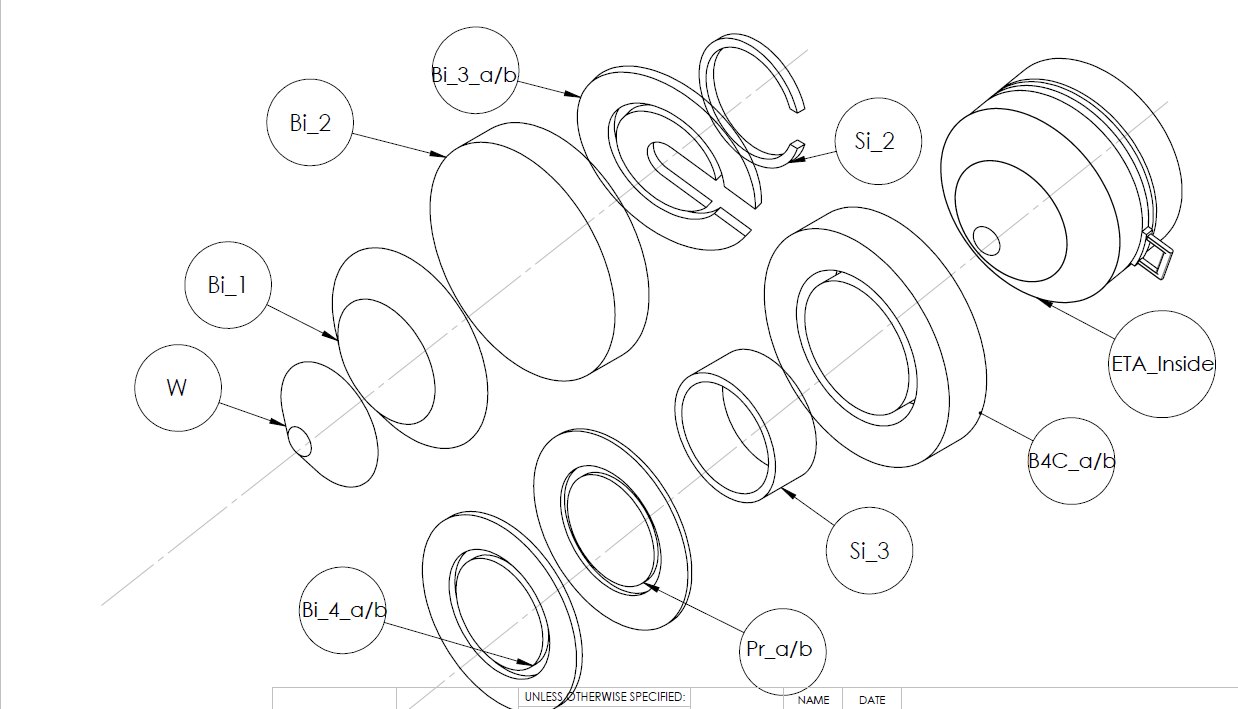 Bi_3_a/b
Bi_2
Si_2
Bi_1
ETA_Inside
W
B4C_a/b
Si_3
Bi_4_a/b
Pr_a/b
UNLESS OTHERWISE SPECIFIED:
NAME
DATE